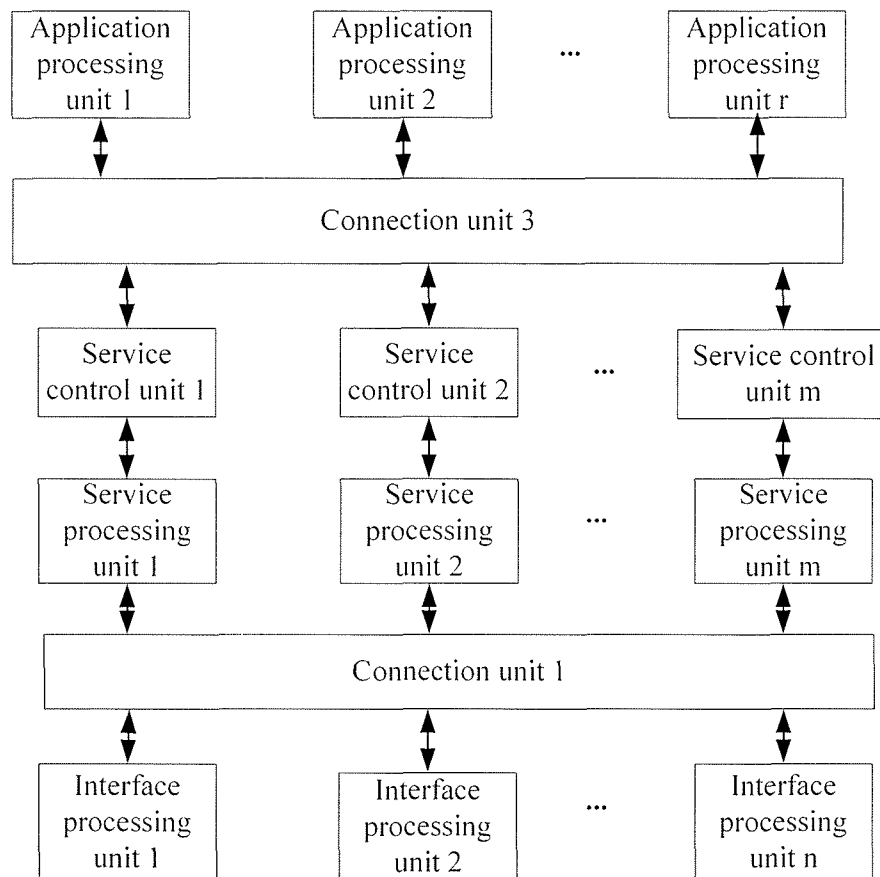 Application
processing
unit 1
Application
processing
unit 2
...
Application
processing
unit r
Connection unit 3
Service
control unit 1
Service
control unit 2
...
Service control
unit m
Service
processing
unit 1
Service
processing
unit 2
...
Service
processing
unit m
Connection unit 1
Interface
processing
unit 1
Interface
processing
unit 2
...
Interface
processing
unit n